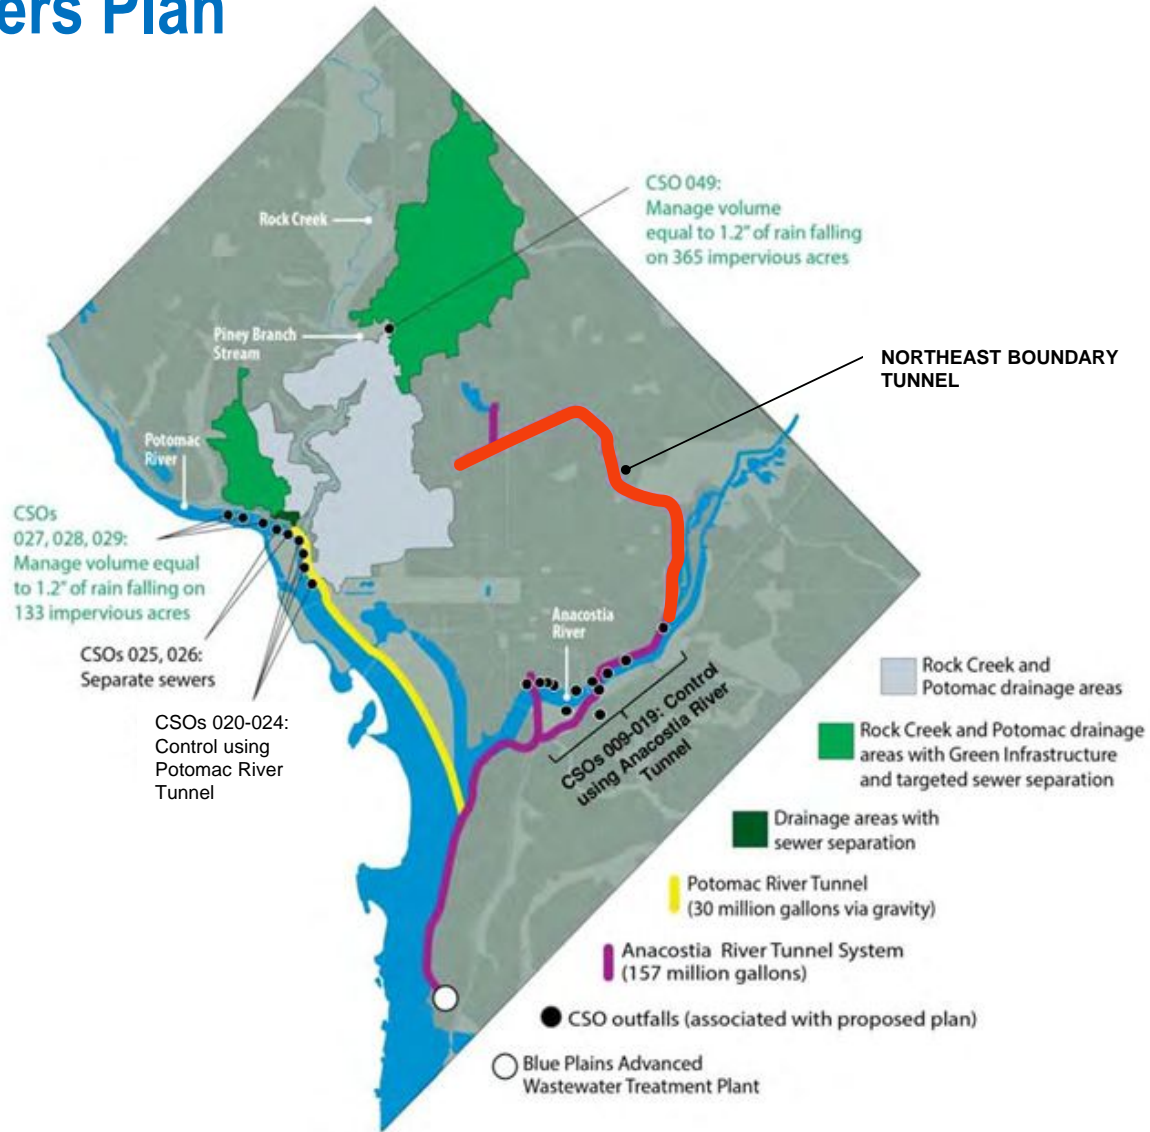 ers Plan
CSO 049:
Manage volume
equal to 1.2" of rain falling
on 365 impervious acres
Rock Creek
Piney Branch
Stream
NORTHEAST BOUNDARY
TUNNEL
Potomac
River
CSOs
027, 028, 029:
Manage volume equal
to 1.2" of rain falling on
133 impervious acres
CSOs 025, 026:
Separate sewers
CSOs 020-024:
Control using
Potomac River
Tunnel
Anacostia
River
CSOs 009-019: Control
using Anacostia River
Tunnel
Rock Creek and
Potomac drainage areas
Rock Creek and Potomac drainage
areas with Green Infrastructure
and targeted sewer separation
Drainage areas with
sewer separation
Potomac River Tunnel
(30 million gallons via gravity)
Anacostia River Tunnel System
(157 million gallons)
CSO outfalls (associated with proposed plan)
Blue Plains Advanced
Wastewater Treatment Plant